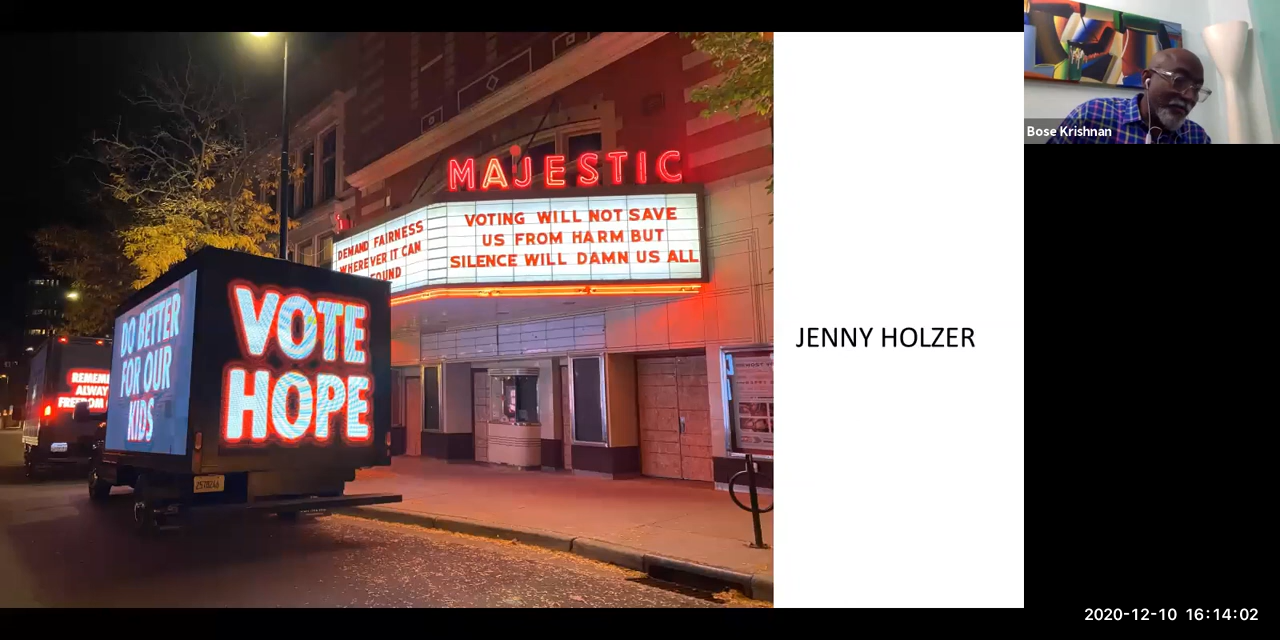 MAJESTIC
DEMAND FAIRNESS
WHEREVER IT CAN
FOUND
VOTING WILL NOT SAVE
US FROM HARM BUT
SILENCE WILL DAMN US ALL
DO BETTER
FOR OUR
KIDS
VOTE
HOPE
ALWAY
JENNY HOLZER
Bose Krishnan
2020-12-10 16:14:02